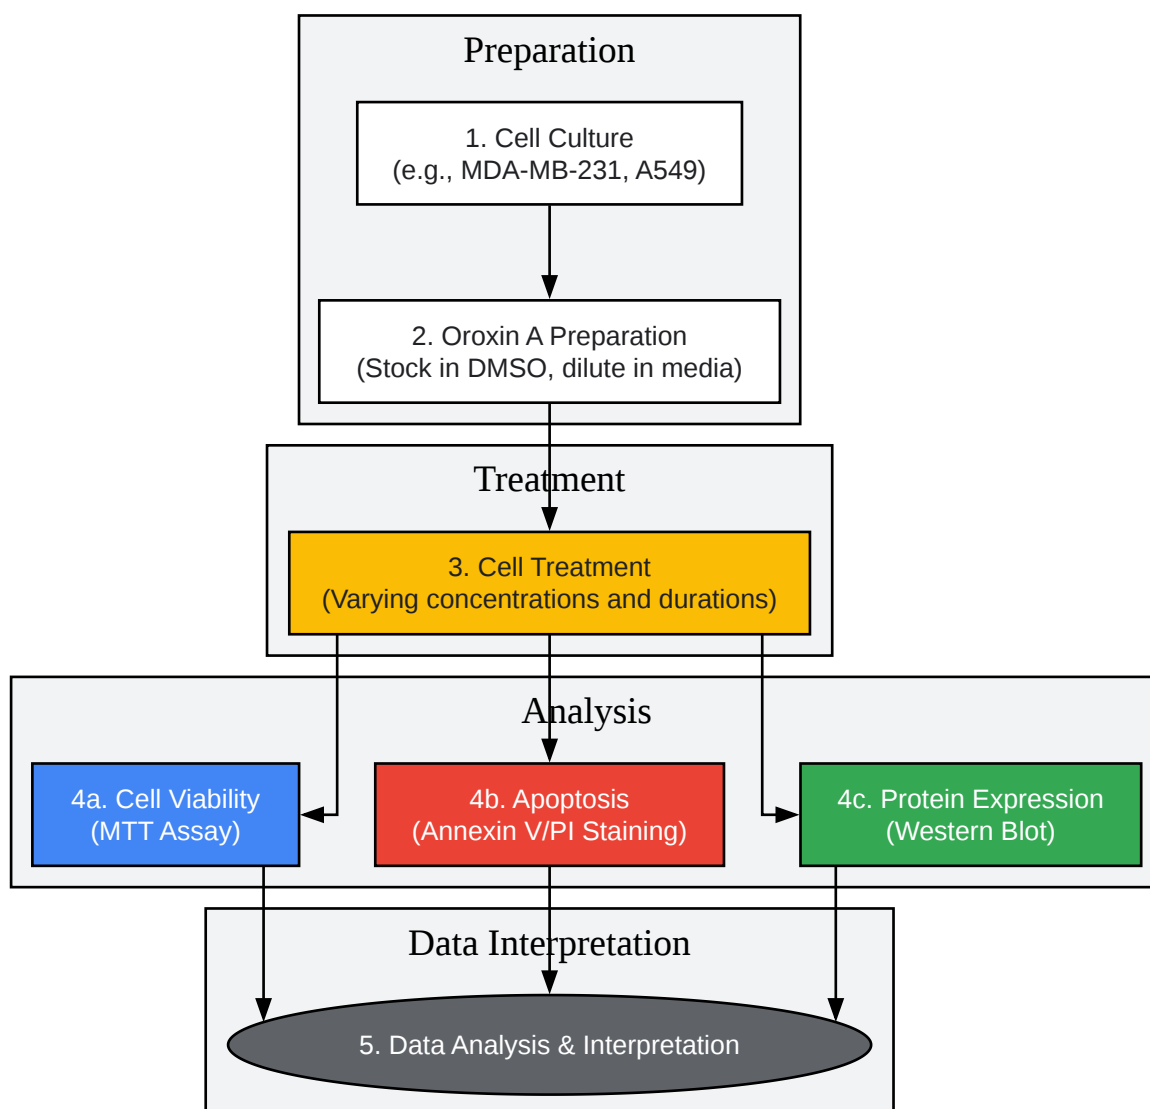 Preparation
1. Cell Culture
(e.g., MDA-MB-231, A549)
2. Oroxin A Preparation
(Stock in DMSO, dilute in media)
Treatment
3. Cell Treatment
(Varying concentrations and durations)
Analysis
4a. Cell Viability
(MTT Assay)
4b. Apoptosis
(Annexin V/PI Staining)
4c. Protein Expression
(Western Blot)
Data Interpretation
5. Data Analysis & Interpretation